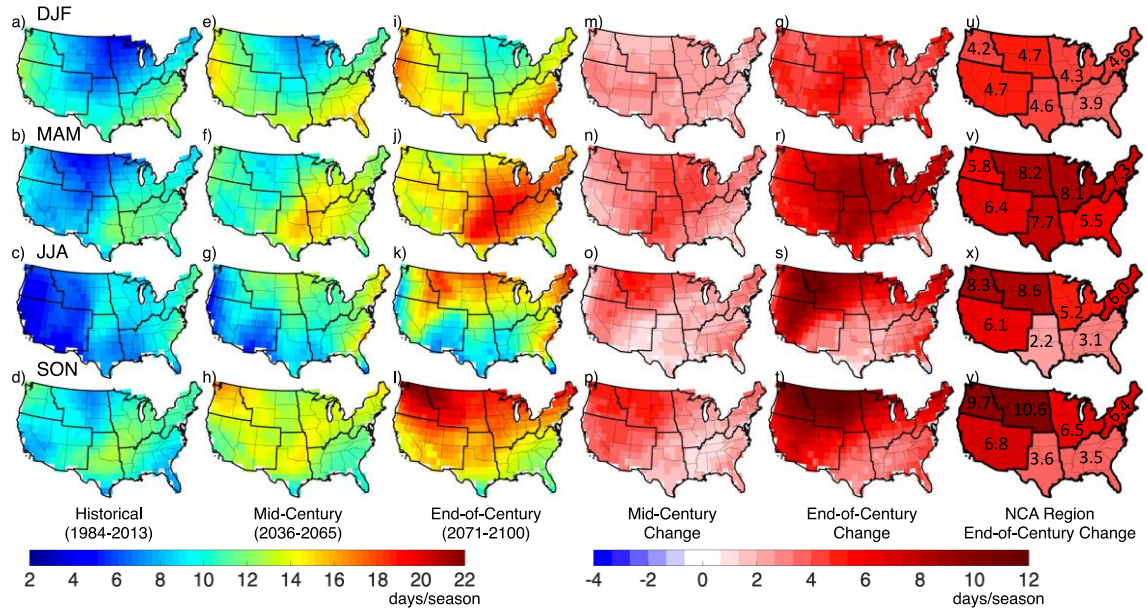 DJF
a) e) i) m) q) u)
4.2 4.7 4.3 4.6
4.7 4.6 3.9
MAM
b) f) j) n) r) v)
5.8 8.2 8.1 7.3
6.4 7.7 5.5
JJA
c) g) k) o) s) x)
8.3 8.6 5.2 6.0
6.1 2.2 3.1
SON
d) h) l) p) t) y)
9.7 10.6 6.5 6.4
6.8 3.6 3.5
Historical Mid-Century End-of-Century Mid-Century End-of-Century NCA Region
(1984-2013) (2036-2065) (2071-2100) Change Change End-of-Century Change
2 4 6 8 10 12 14 16 18 20 22 -4 -2 0 2 4 6 8 10 12
days/season days/season